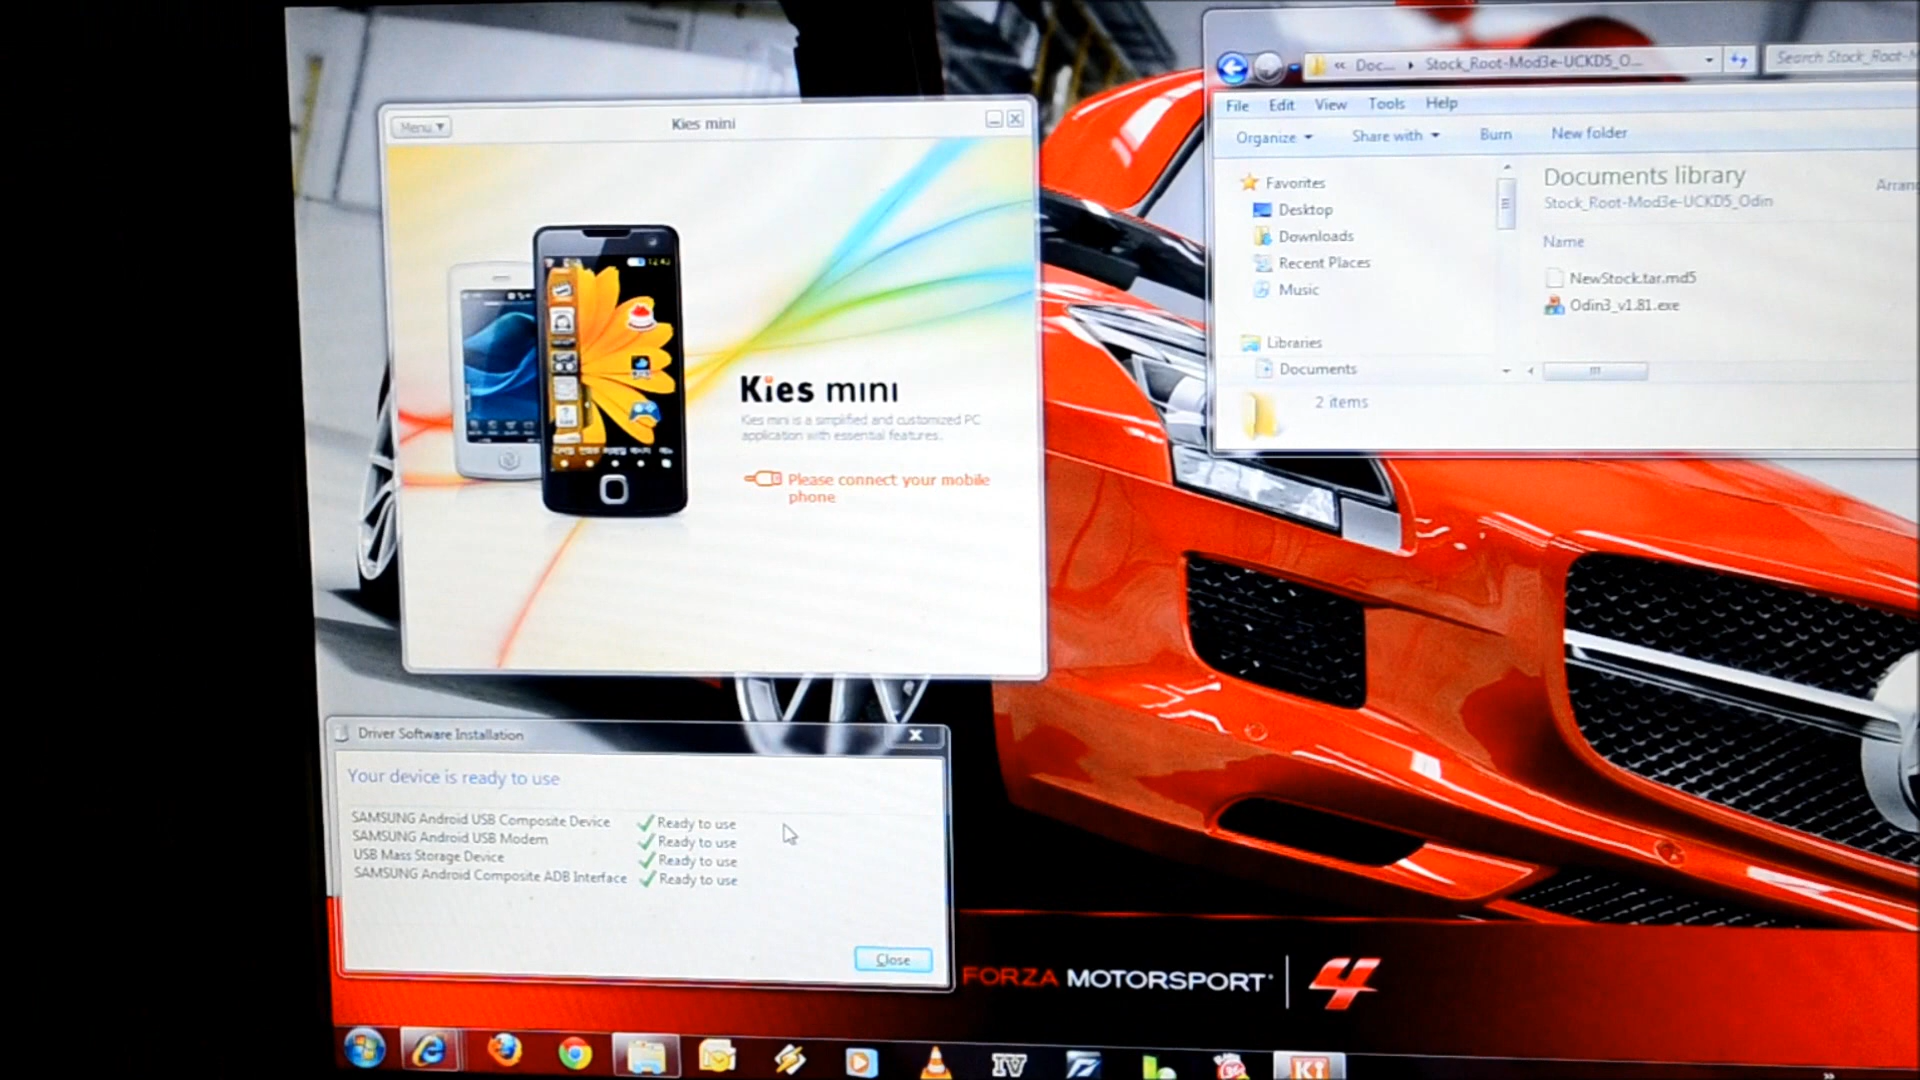 Menu
Kies mini
Kies mini
Kies mini is a simplified and customized PC
application with essential features.
Please connect your mobile
phone
Driver Software Installation
Your device is ready to use
SAMSUNG Android USB Composite Device Ready to use
SAMSUNG Android USB Modem Ready to use
USB Mass Storage Device Ready to use
SAMSUNG Android Composite ADB Interface Ready to use
Close
« Doc... Stock_Root-Mod3e-UCKD5_O...
Search Stock_Root-M
File Edit View Tools Help
Organize Share with Burn New folder
Favorites
Desktop
Downloads
Recent Places
Music
Libraries
Documents
Documents library
Stock_Root-Mod3e-UCKD5_Odin
Arran
Name
NewStock.tar.md5
Odin3_v1.81.exe
2 items
FORZA MOTORSPORT 4
IV
Ki